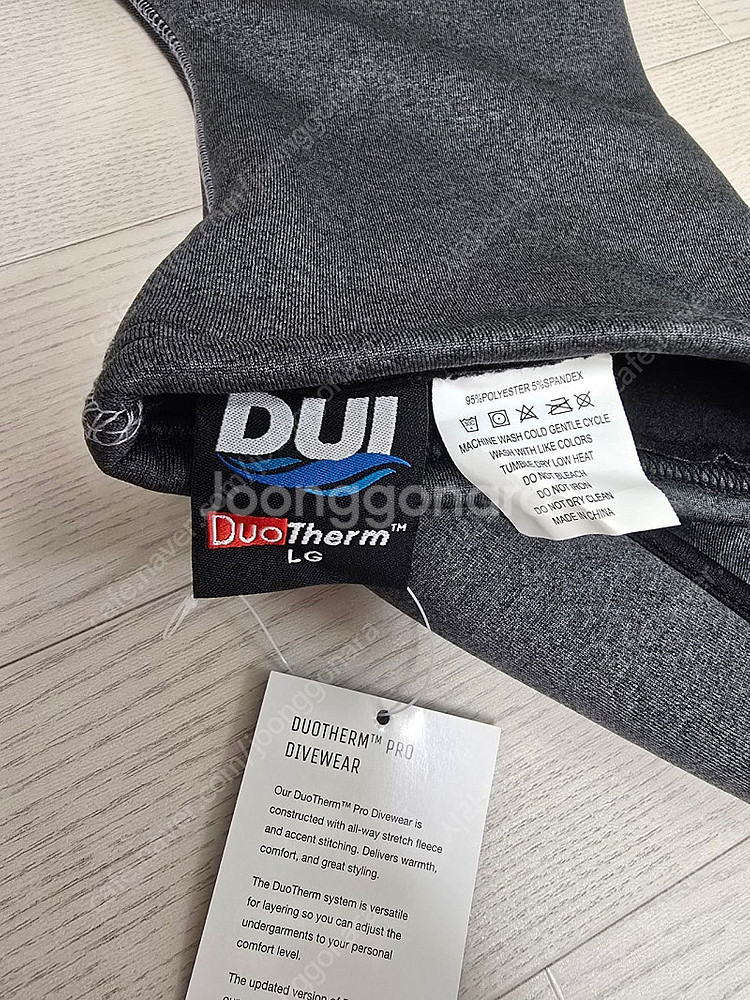 DUI
DuoTherm™
LG
95%POLYESTER 5%SPANDEX
MACHINE WASH COLD GENTLE CYCLE
WASH WITH LIKE COLORS
TUMBLE DRY LOW HEAT
DO NOT BLEACH
DO NOT IRON
DO NOT DRY CLEAN
MADE IN CHINA
joonggonara
DUOTHERM™ PRO
DIVEWEAR
Our DuoTherm™ Pro Divewear is
constructed with all-way stretch fleece
and accent stitching. Delivers warmth,
comfort, and great styling.
The DuoTherm system is versatile
for layering so you can adjust the
undergarments to your personal
comfort level.
The updated version of